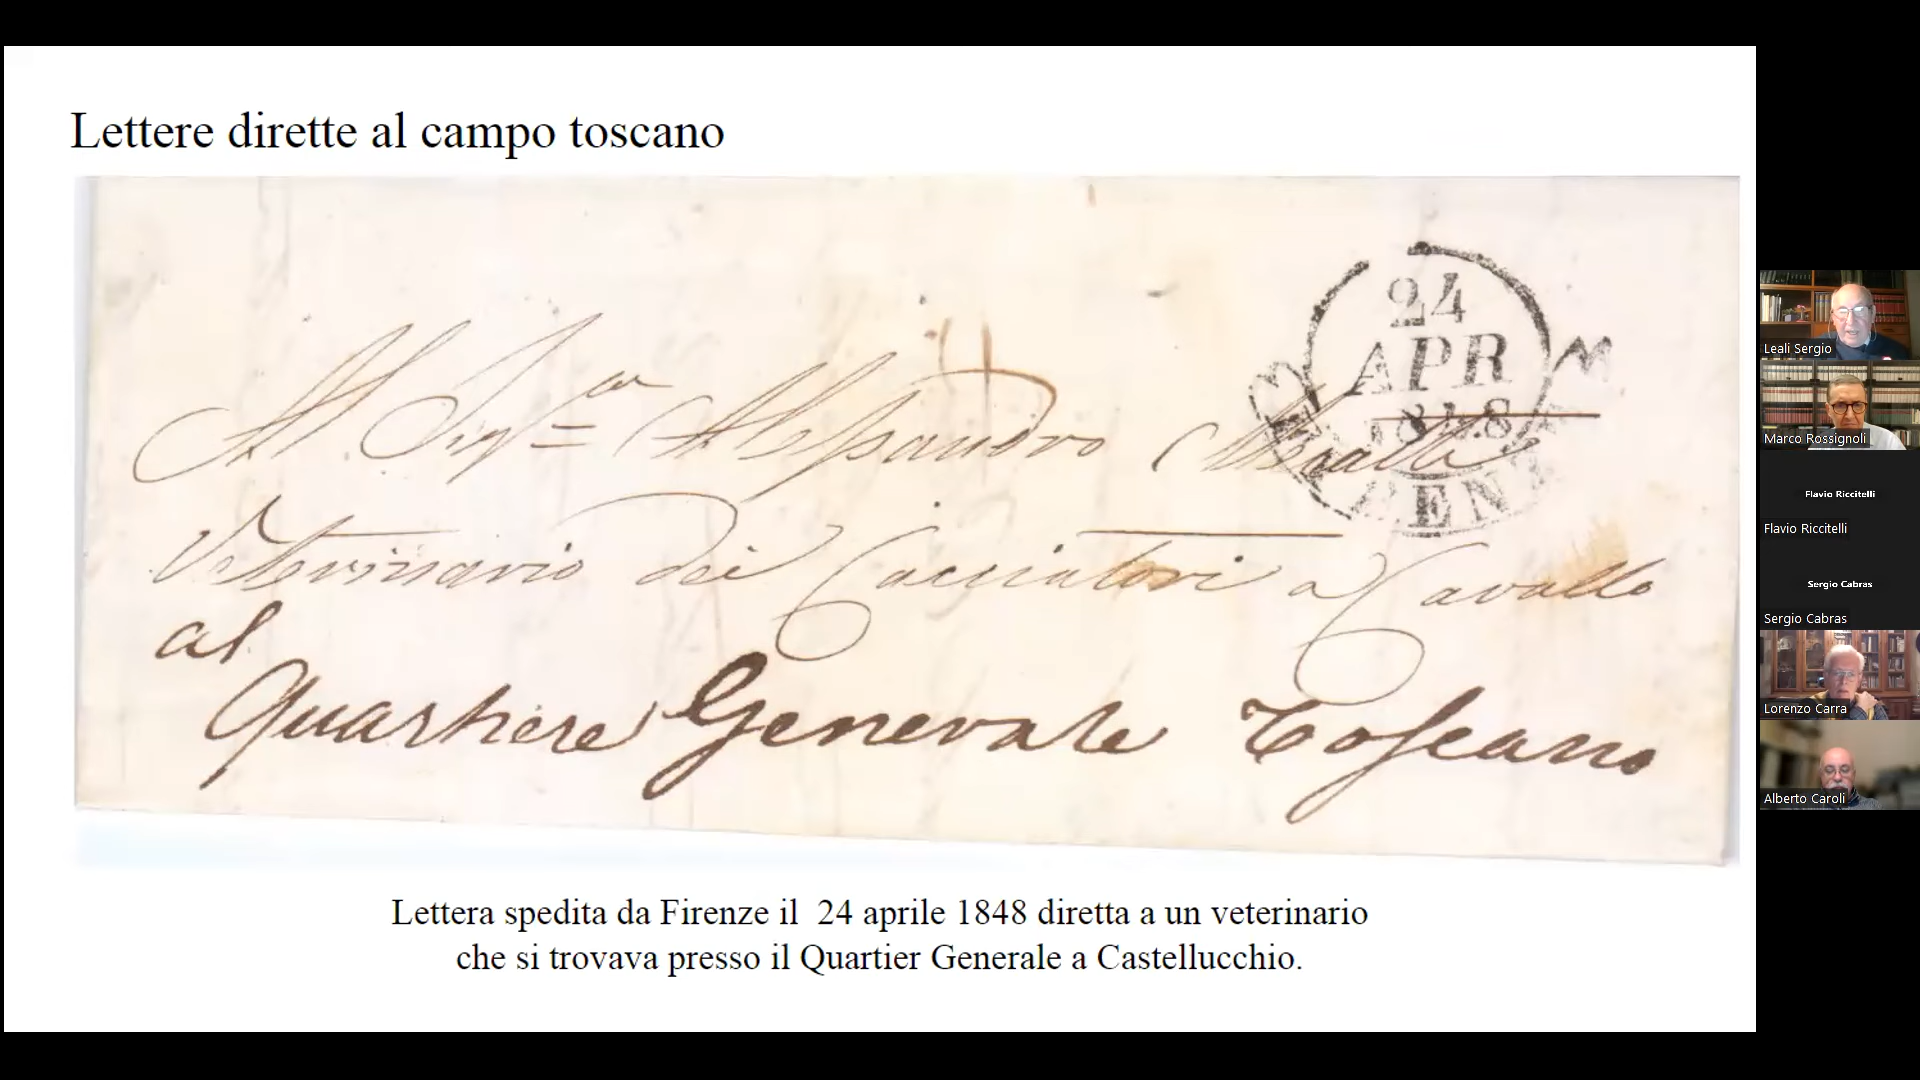 Lettere dirette al campo toscano
24
APR
1848
Al Sigʳ Alessandro
Veterinario dei Cacciatori a Cavallo
al
Quartiere Generale Toscano
Lettera spedita da Firenze il 24 aprile 1848 diretta a un veterinario
che si trovava presso il Quartier Generale a Castellucchio.
Leali Sergio
Marco Rossignoli
Flavio Riccitelli
Flavio Riccitelli
Sergio Cabras
Sergio Cabras
Lorenzo Carra
Alberto Caroli